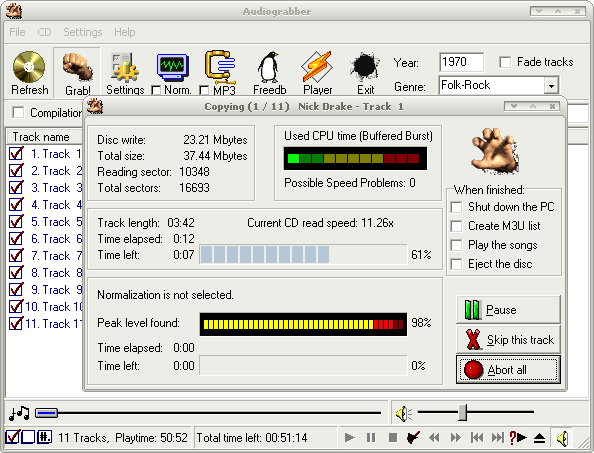 Audiograbber
File CD Settings Help
Refresh Grab! Settings Norm. MP3 Freedb Player Exit
Year: 1970 Fade tracks
Genre: Folk-Rock
Compilation
Copying (1 / 11) Nick Drake - Track 1
Track name
1. Track 1
2. Track 2
3. Track 3
4. Track 4
5. Track 5
6. Track 6
7. Track 7
8. Track 8
9. Track 9
10. Track 10
11. Track 11
Disc write: 23.21 Mbytes
Total size: 37.44 Mbytes
Reading sector: 10348
Total sectors: 16693
Used CPU time (Buffered Burst)
Possible Speed Problems: 0
Track length: 03:42 Current CD read speed: 11.26x
Time elapsed: 0:12
Time left: 0:07 61%
Normalization is not selected.
Peak level found: 98%
Time elapsed: 0:00
Time left: 0:00 0%
When finished:
Shut down the PC
Create M3U list
Play the songs
Eject the disc
Pause
Skip this track
Abort all
11 Tracks, Playtime: 50:52 Total time left: 00:51:14